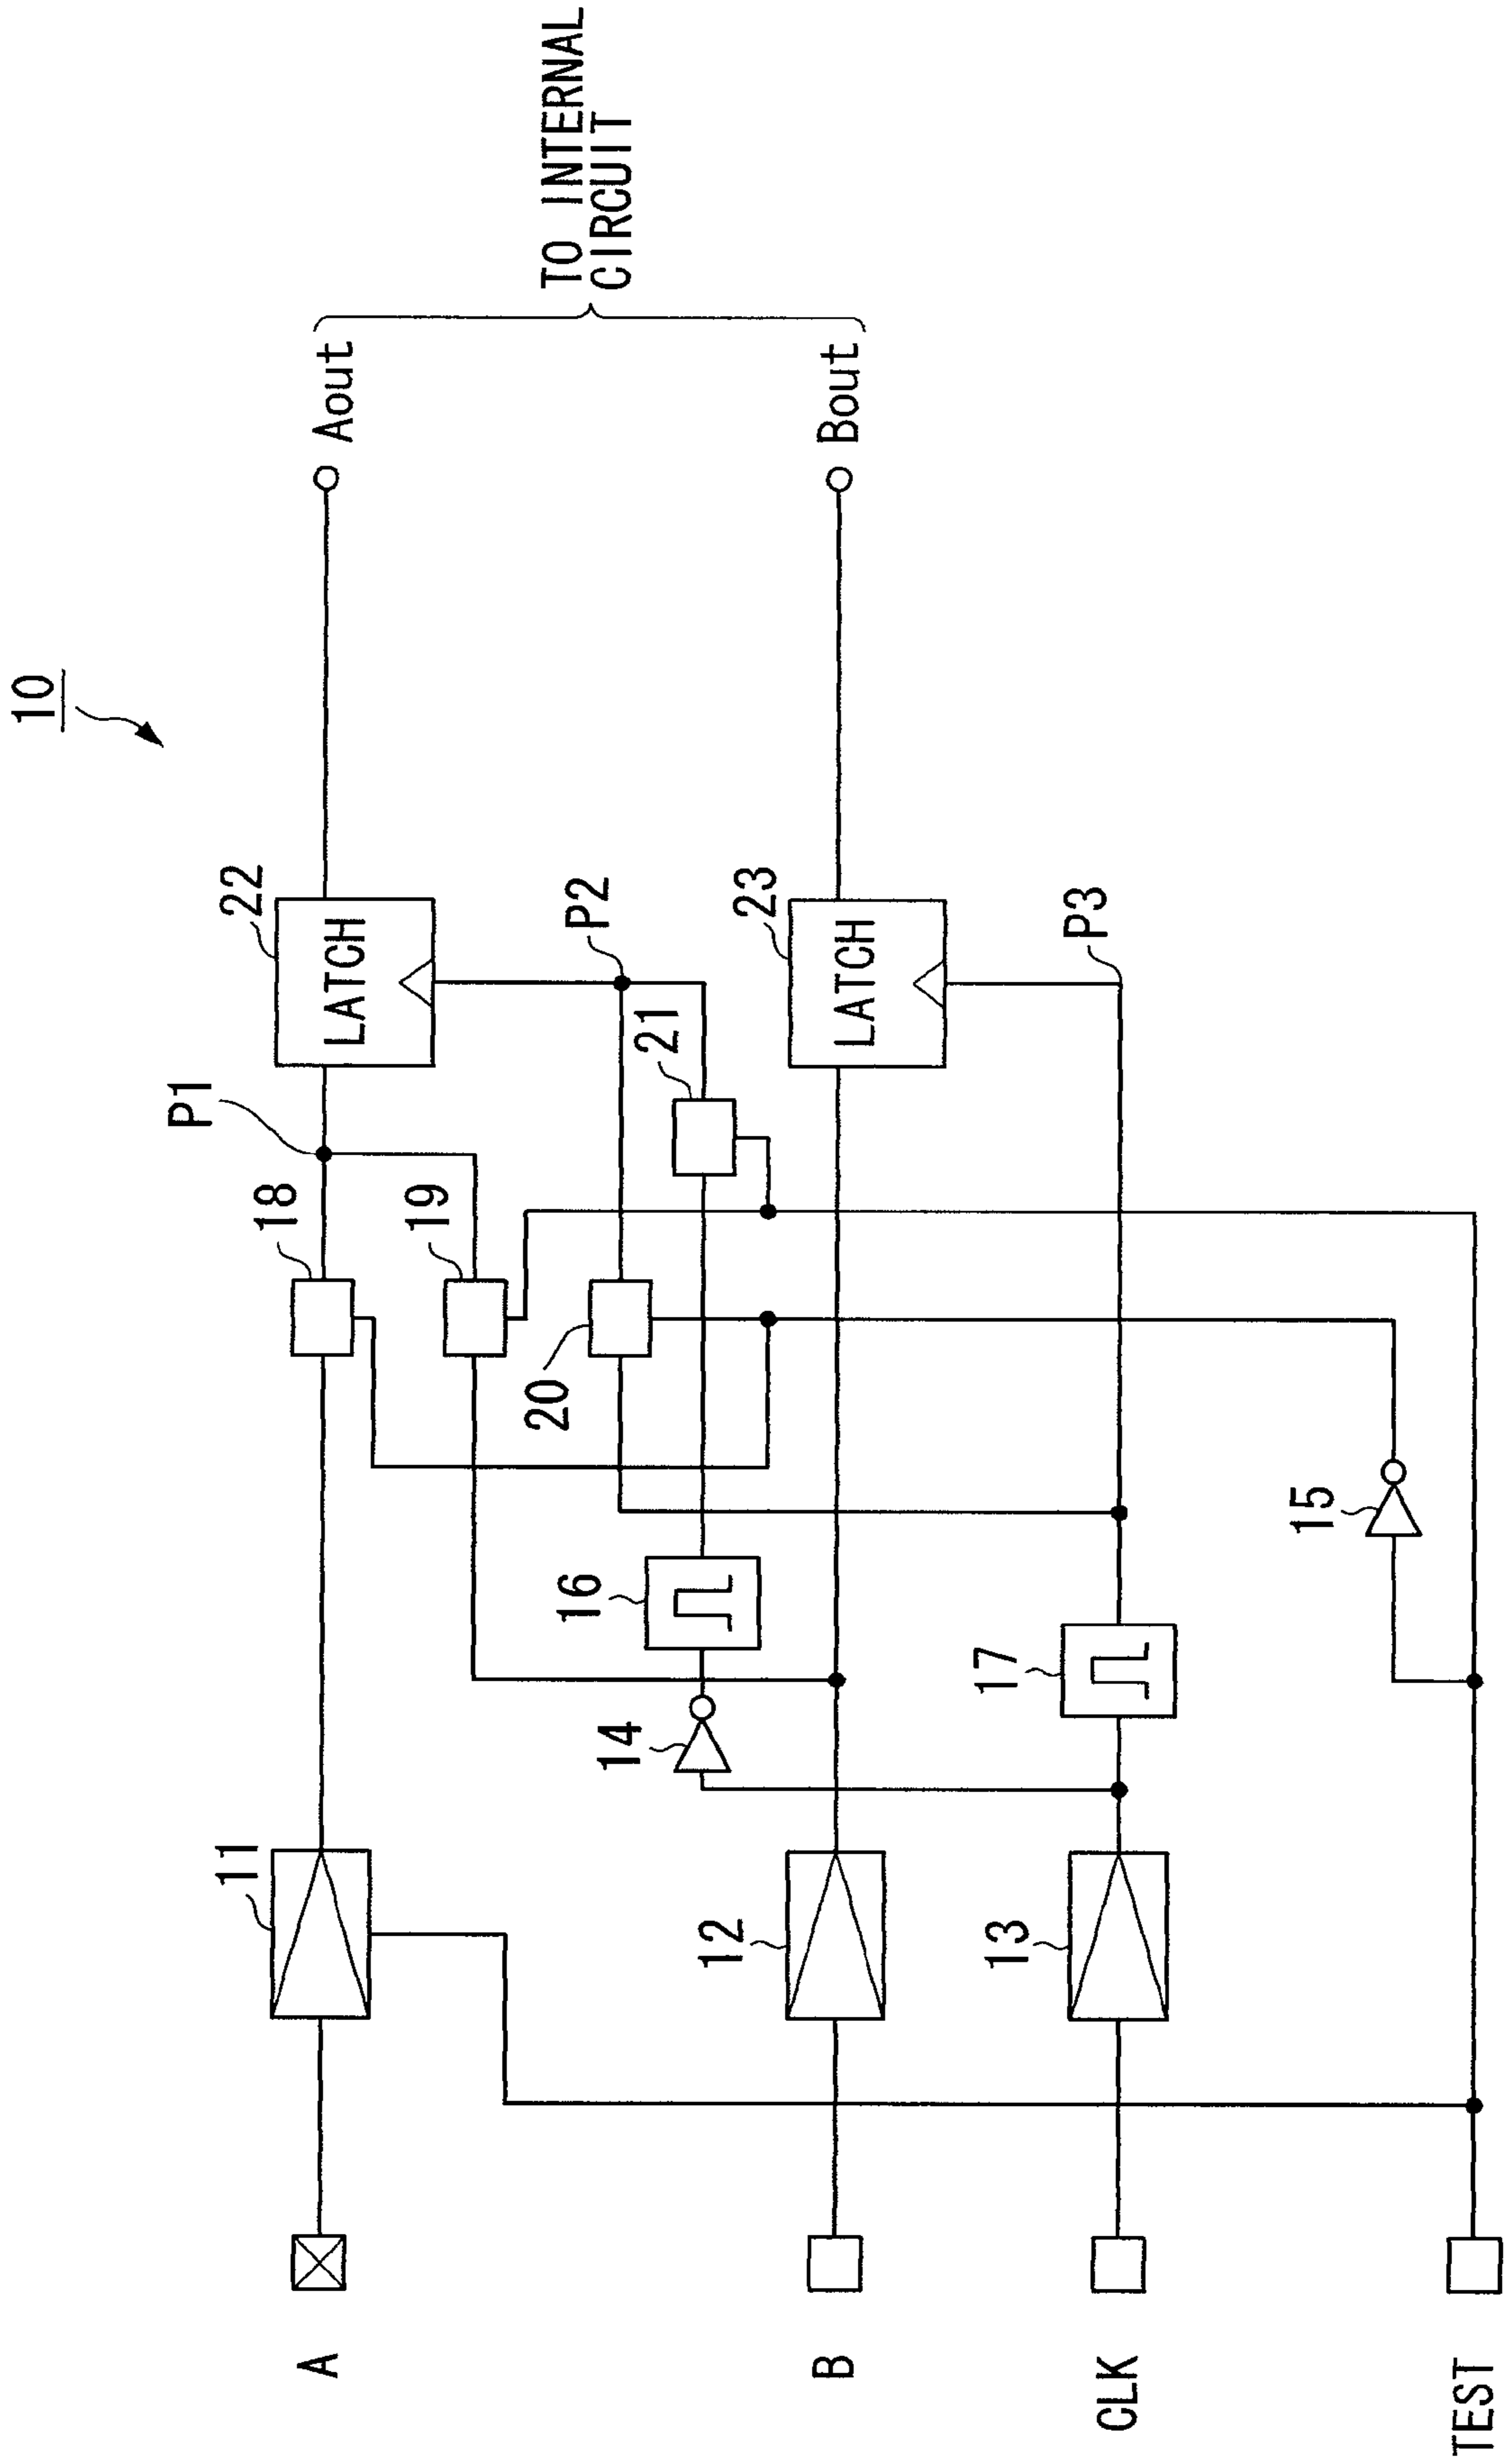 10
A
11
18
P1
22
Aout
19
20
P2
21
LATCH
TO INTERNAL
CIRCUIT
14
16
B
12
23
LATCH
Bout
CLK
13
17
P3
15
TEST